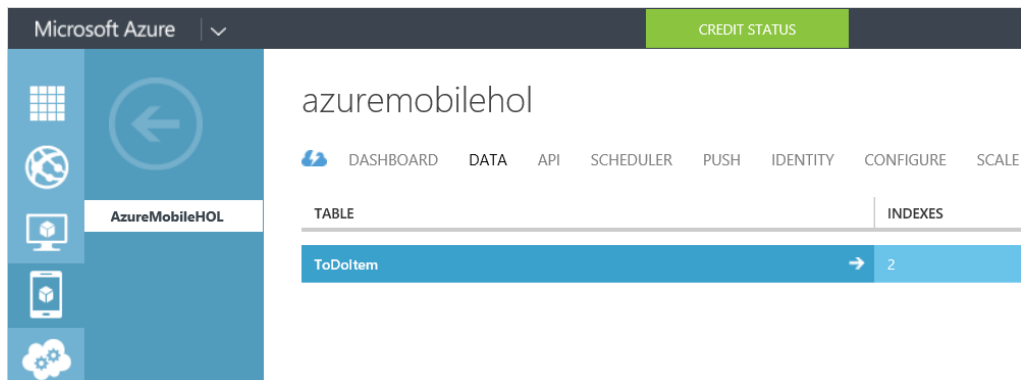 Microsoft Azure CREDIT STATUS
azuremobilehol
DASHBOARD DATA API SCHEDULER PUSH IDENTITY CONFIGURE SCALE
AzureMobileHOL
TABLE INDEXES
ToDoItem 2